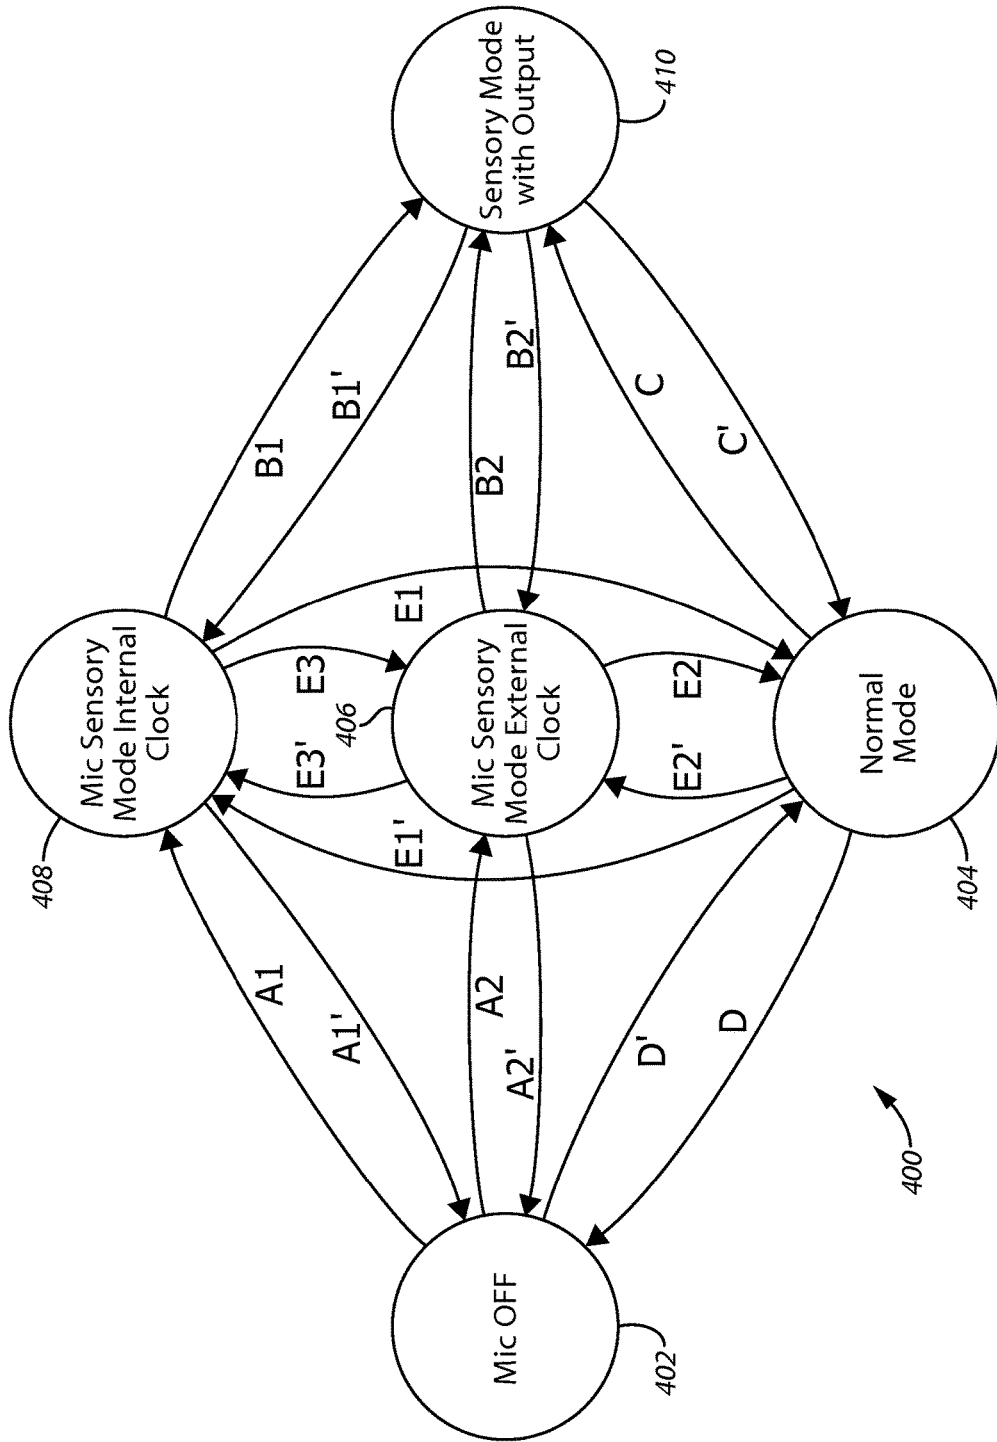 Mic Sensory
Mode Internal
Clock
408
A1
A1'
B1
B1'
E1'
E3'
E3
E1
406
Mic OFF
402
A2
A2'
Mic Sensory
Mode External
Clock
B2
B2'
Sensory Mode
with Output
410
E2'
E2
D'
D
C
C'
Normal
Mode
404
400